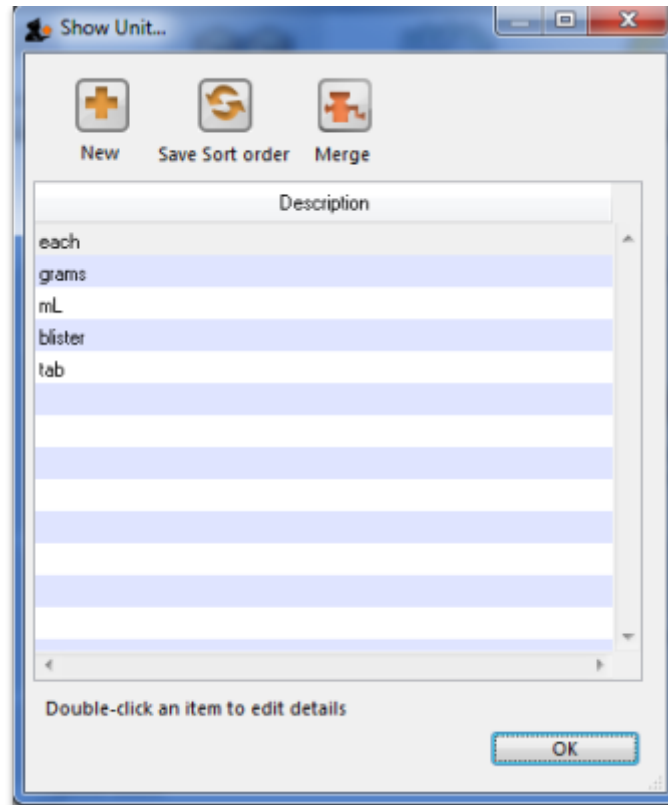 Show Unit...
New Save Sort order Merge
Description
each
grams
mL
blister
tab
Double-click an item to edit details
OK